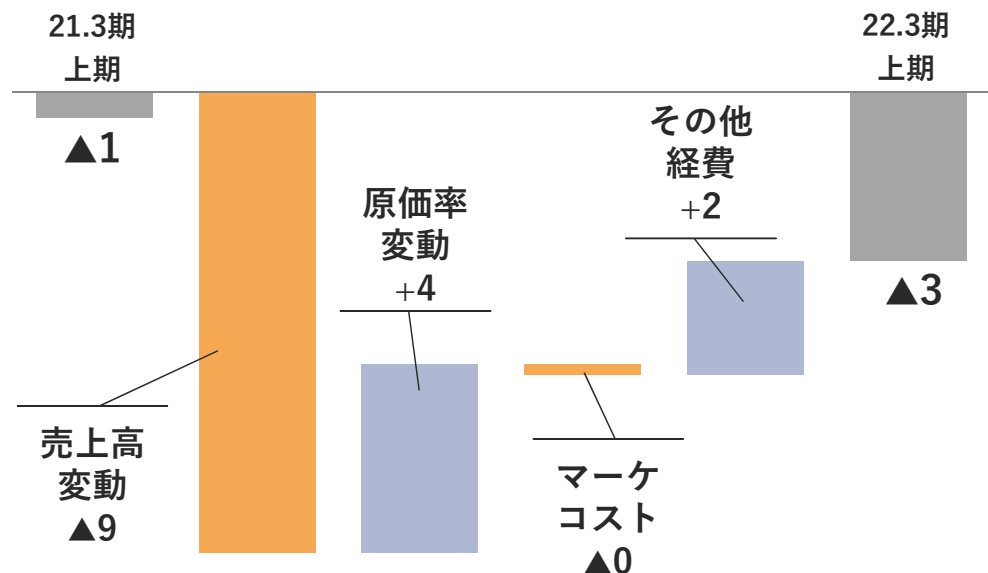 21.3期
上期
▲1
売上高
変動
▲9
原価率
変動
+4
マーケ
コスト
▲0
その他
経費
+2
22.3期
上期
▲3